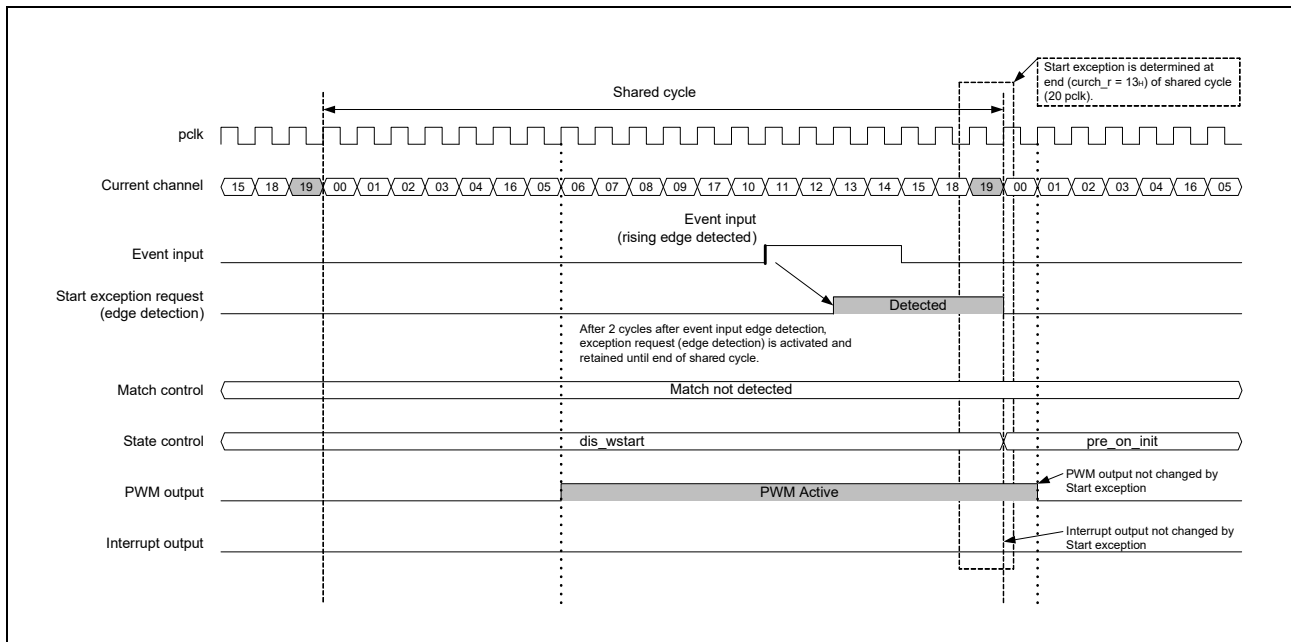 Start exception is determined at
end (curch_r = 13H) of shared cycle
(20 pclk).
Shared cycle
pclk
Current channel
15 18 19 00 01 02 03 04 16 05 06 07 08 09 17 10 11 12 13 14 15 18 19 00 01 02 03 04 16 05
Event input
(rising edge detected)
Event input
Start exception request
(edge detection)
Detected
After 2 cycles after event input edge detection,
exception request (edge detection) is activated and
retained until end of shared cycle.
Match control
Match not detected
State control
dis_wstart
pre_on_init
PWM output
PWM Active
PWM output not changed by
Start exception
Interrupt output
Interrupt output not changed by
Start exception